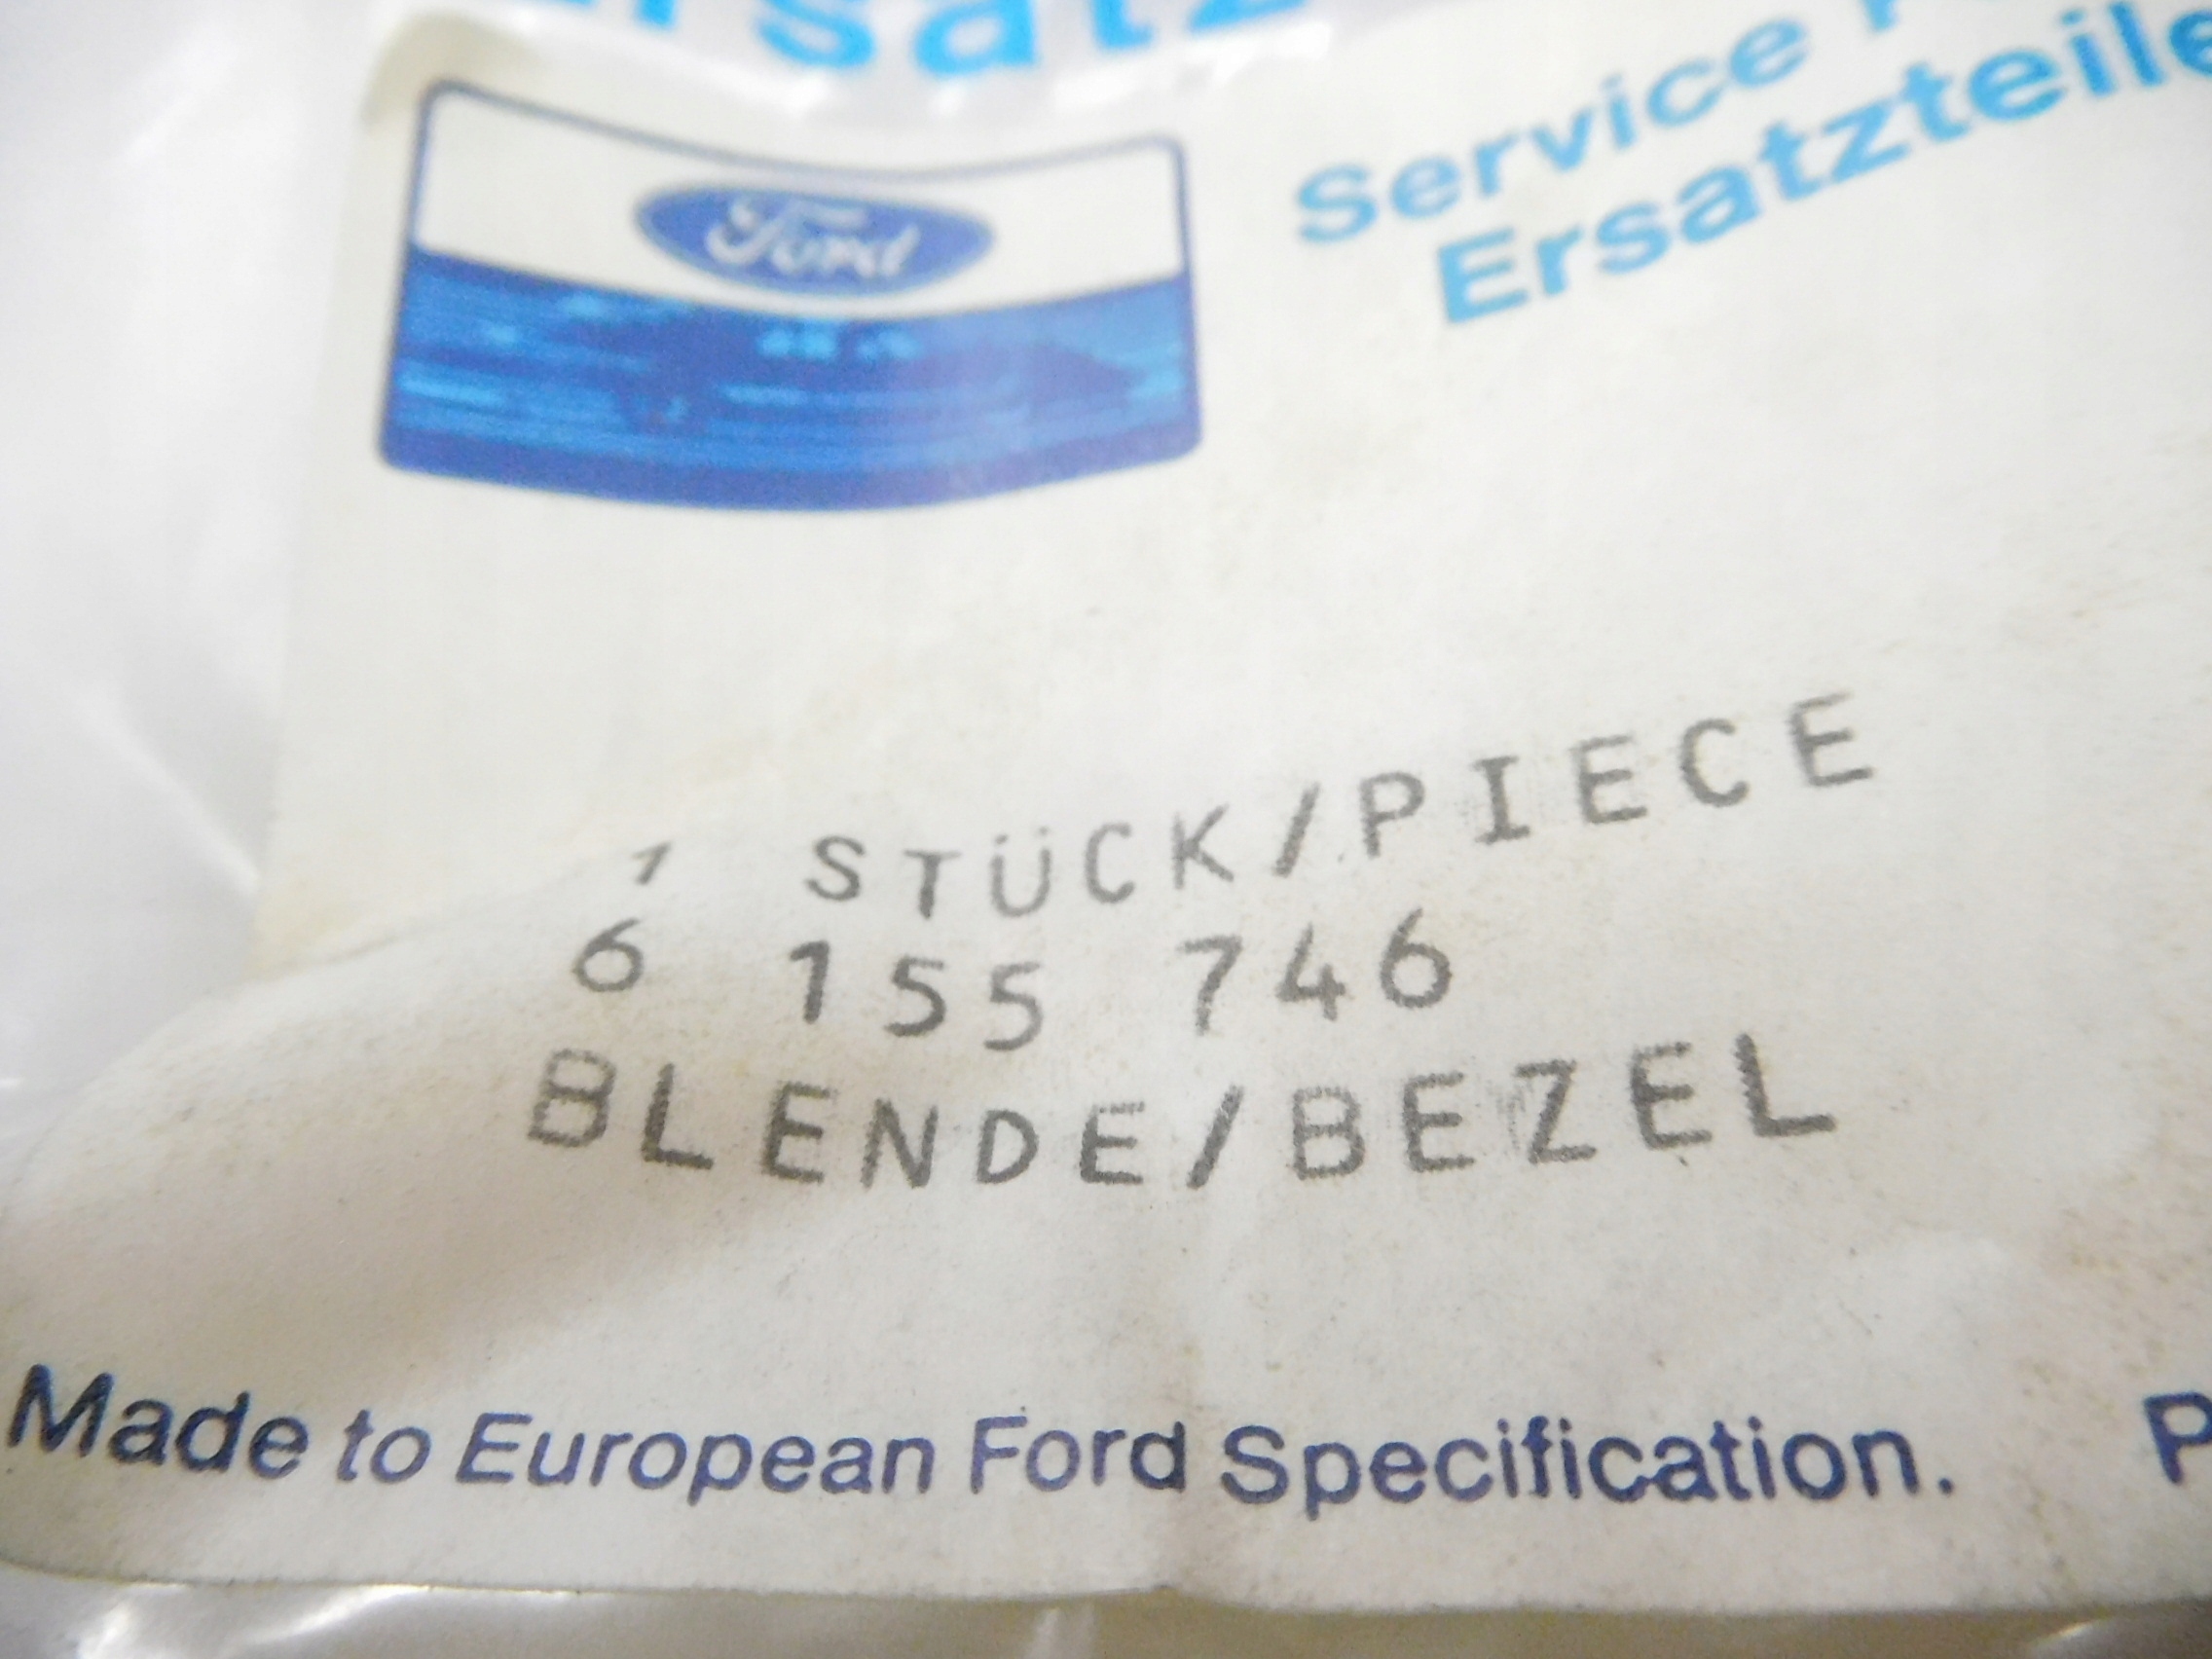 Ford
Service
Ersatzteile
1 STÜCK/PIECE
6 155 746
BLENDE/BEZEL
Made to European Ford Specification.